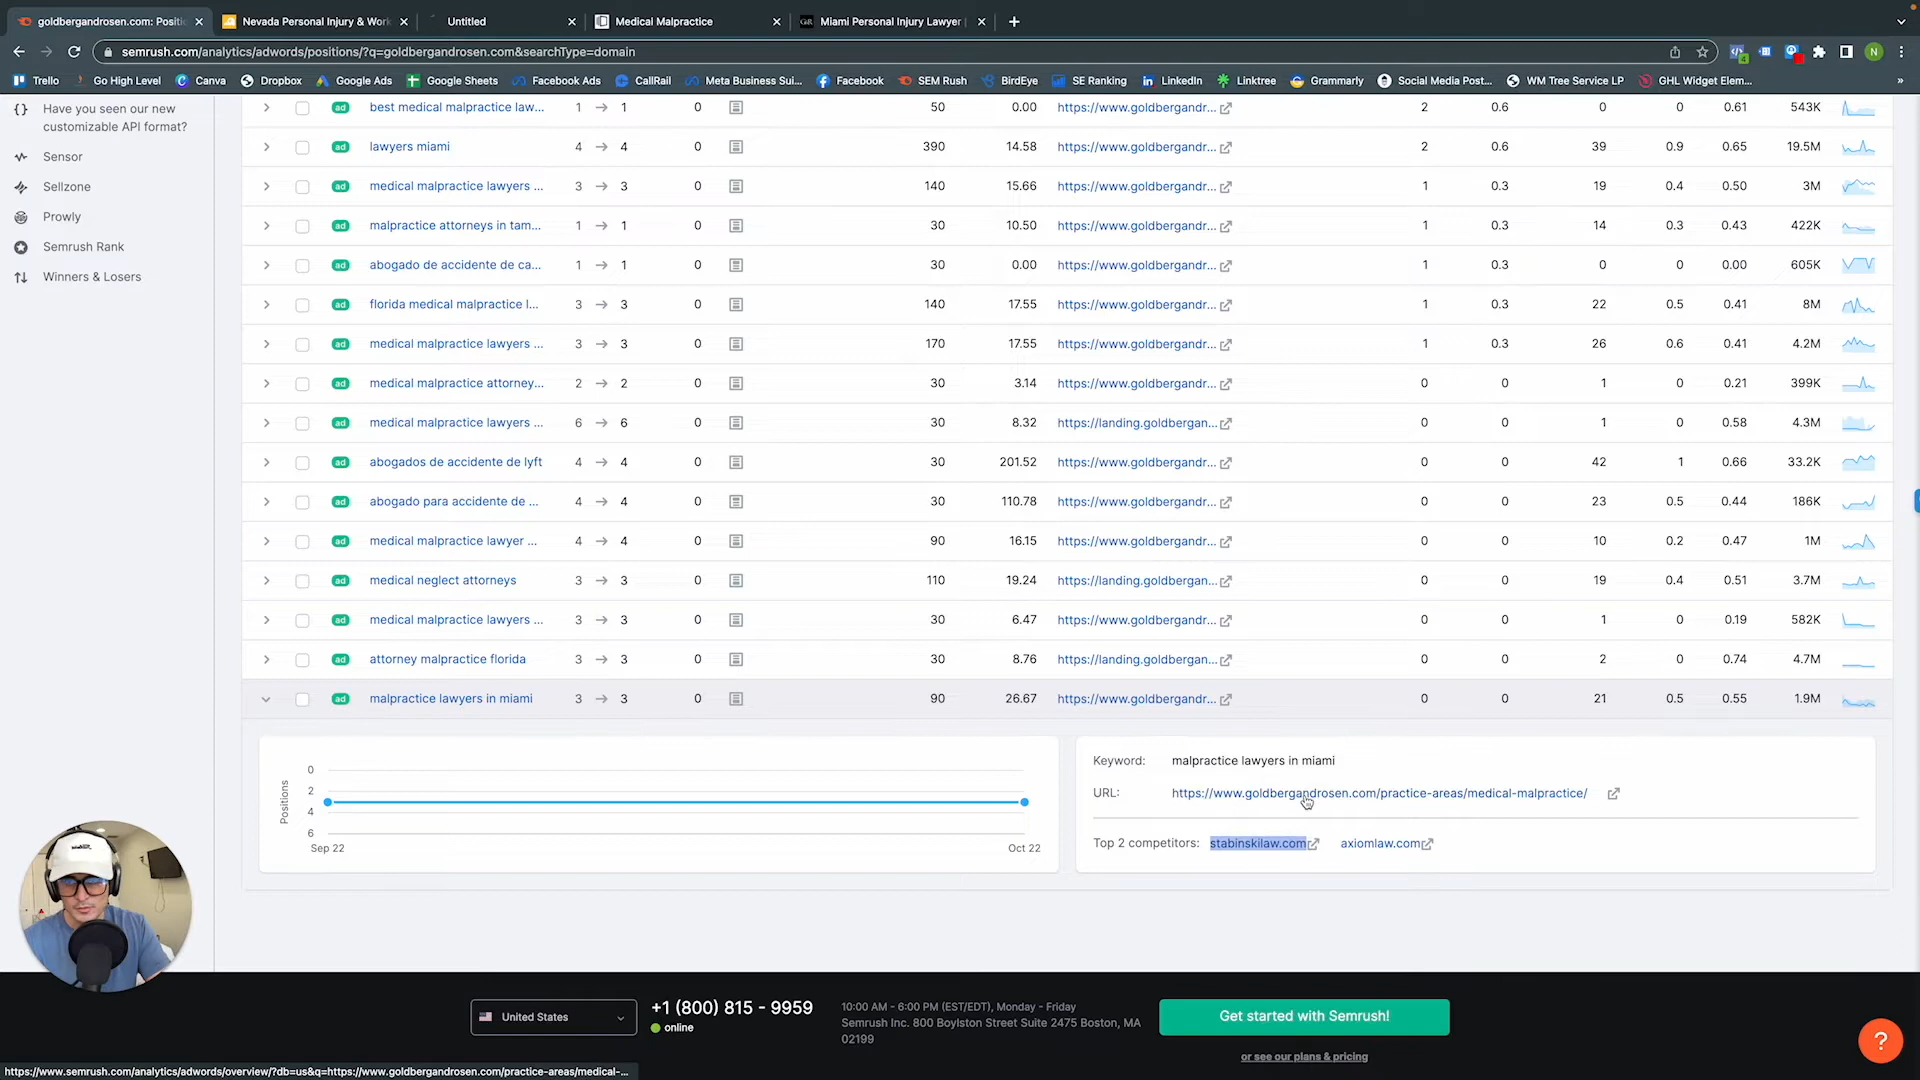 goldbergandrosen.com: Positi
Nevada Personal Injury & Work
Untitled
Medical Malpractice
Miami Personal Injury Lawyer
semrush.com/analytics/adwords/positions/?q=goldbergandrosen.com&searchType=domain
Trello Go High Level Canva Dropbox Google Ads Google Sheets Facebook Ads CallRail Meta Business Sui... Facebook SEM Rush BirdEye SE Ranking LinkedIn Linktree Grammarly Social Media Post... WM Tree Service LP GHL Widget Elem...
Have you seen our new
customizable API format?
Sensor
Sellzone
Prowly
Semrush Rank
Winners & Losers
ad best medical malpractice law... 1 → 1 0 50 0.00 https://www.goldbergandr... 2 0.6 0 0 0.61 543K
ad lawyers miami 4 → 4 0 390 14.58 https://www.goldbergandr... 2 0.6 39 0.9 0.65 19.5M
ad medical malpractice lawyers ... 3 → 3 0 140 15.66 https://www.goldbergandr... 1 0.3 19 0.4 0.50 3M
ad malpractice attorneys in tam... 1 → 1 0 30 10.50 https://www.goldbergandr... 1 0.3 14 0.3 0.43 422K
ad abogado de accidente de ca... 1 → 1 0 30 0.00 https://www.goldbergandr... 1 0.3 0 0 0.00 605K
ad florida medical malpractice l... 3 → 3 0 140 17.55 https://www.goldbergandr... 1 0.3 22 0.5 0.41 8M
ad medical malpractice lawyers ... 3 → 3 0 170 17.55 https://www.goldbergandr... 1 0.3 26 0.6 0.41 4.2M
ad medical malpractice attorney... 2 → 2 0 30 3.14 https://www.goldbergandr... 0 0 1 0 0.21 399K
ad medical malpractice lawyers ... 6 → 6 0 30 8.32 https://landing.goldbergan... 0 0 1 0 0.58 4.3M
ad abogados de accidente de lyft 4 → 4 0 30 201.52 https://www.goldbergandr... 0 0 42 1 0.66 33.2K
ad abogado para accidente de ... 4 → 4 0 30 110.78 https://www.goldbergandr... 0 0 23 0.5 0.44 186K
ad medical malpractice lawyer ... 4 → 4 0 90 16.15 https://www.goldbergandr... 0 0 10 0.2 0.47 1M
ad medical neglect attorneys 3 → 3 0 110 19.24 https://landing.goldbergan... 0 0 19 0.4 0.51 3.7M
ad medical malpractice lawyers ... 3 → 3 0 30 6.47 https://www.goldbergandr... 0 0 1 0 0.19 582K
ad attorney malpractice florida 3 → 3 0 30 8.76 https://landing.goldbergan... 0 0 2 0 0.74 4.7M
ad malpractice lawyers in miami 3 → 3 0 90 26.67 https://www.goldbergandr... 0 0 21 0.5 0.55 1.9M
Positions
0
2
4
6
Sep 22
Oct 22
Keyword: malpractice lawyers in miami
URL: https://www.goldbergandrosen.com/practice-areas/medical-malpractice/
Top 2 competitors: stabinskilaw.com axiomlaw.com
United States
+1 (800) 815 - 9959
online
10:00 AM - 6:00 PM (EST/EDT), Monday - Friday
Semrush Inc. 800 Boylston Street Suite 2475 Boston, MA
02199
Get started with Semrush!
or see our plans & pricing
?
https://www.semrush.com/analytics/adwords/overview/?db=us&q=https://www.goldbergandrosen.com/practice-areas/medical-...